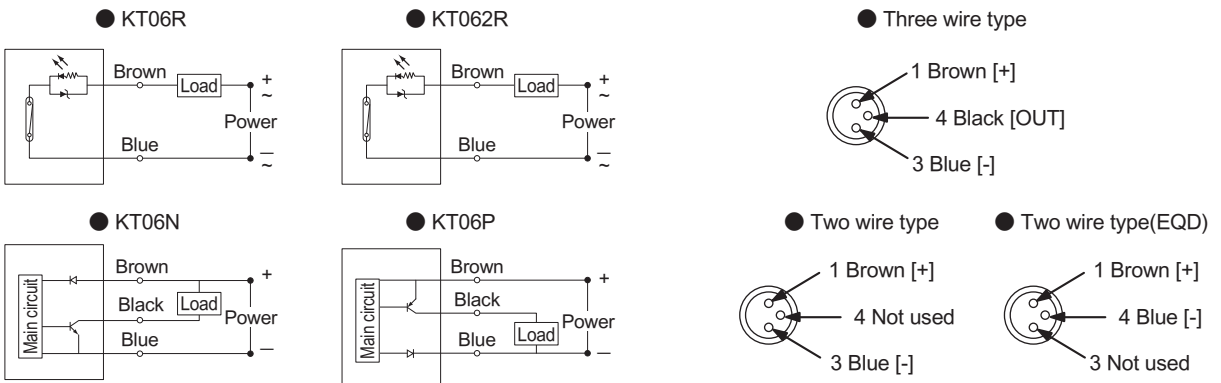 ● KT06R
Brown
Load
+
~
Power
Blue
—
~
● KT062R
Brown
Load
+
~
Power
Blue
—
~
● Three wire type
1 Brown [+]
4 Black [OUT]
3 Blue [-]
● KT06N
Main circuit
Brown
+
Black
Load
Power
Blue
—
● KT06P
Main circuit
Brown
+
Black
Load
Power
Blue
—
● Two wire type
1 Brown [+]
4 Not used
3 Blue [-]
● Two wire type(EQD)
1 Brown [+]
4 Blue [-]
3 Not used